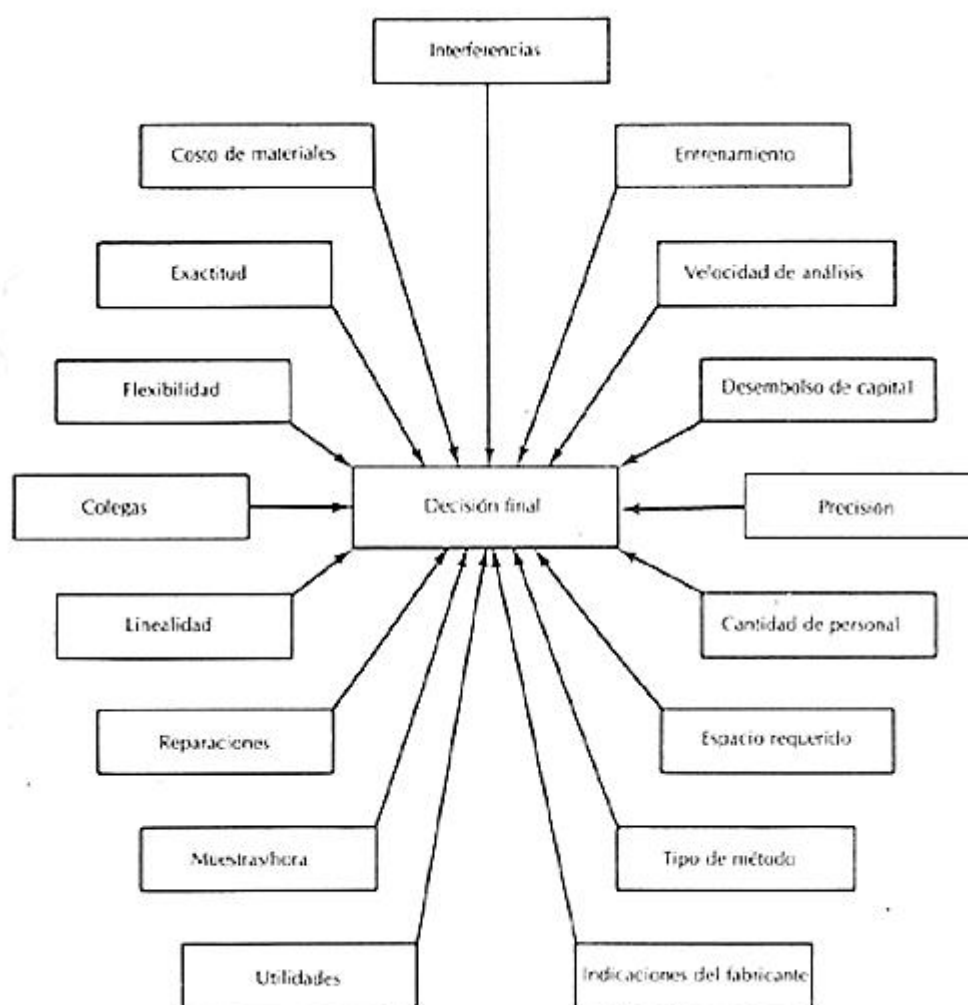 Interferencias
Costo de materiales
Entrenamiento
Exactitud
Velocidad de análisis
Flexibilidad
Desembolso de capital
Colegas
Decisión final
Precisión
Linealidad
Cantidad de personal
Reparaciones
Espacio requerido
Muestras/hora
Tipo de método
Utilidades
Indicaciones del fabricante